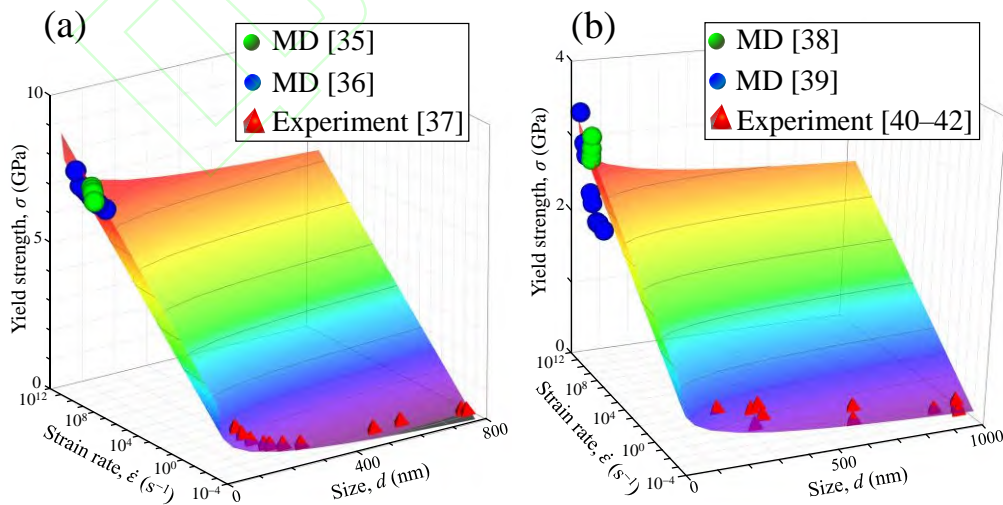 (a)
MD [35]
MD [36]
Experiment [37]
10
5
0
Yield strength, σ (GPa)
10¹²
10⁸
10⁴
10⁰
10⁻⁴
Strain rate, ε̇ (s⁻¹)
0
400
800
Size, d (nm)
(b)
MD [38]
MD [39]
Experiment [40–42]
4
2
0
Yield strength, σ (GPa)
10¹²
10⁸
10⁴
10⁰
10⁻⁴
Strain rate, ε̇ (s⁻¹)
0
500
1000
Size, d (nm)